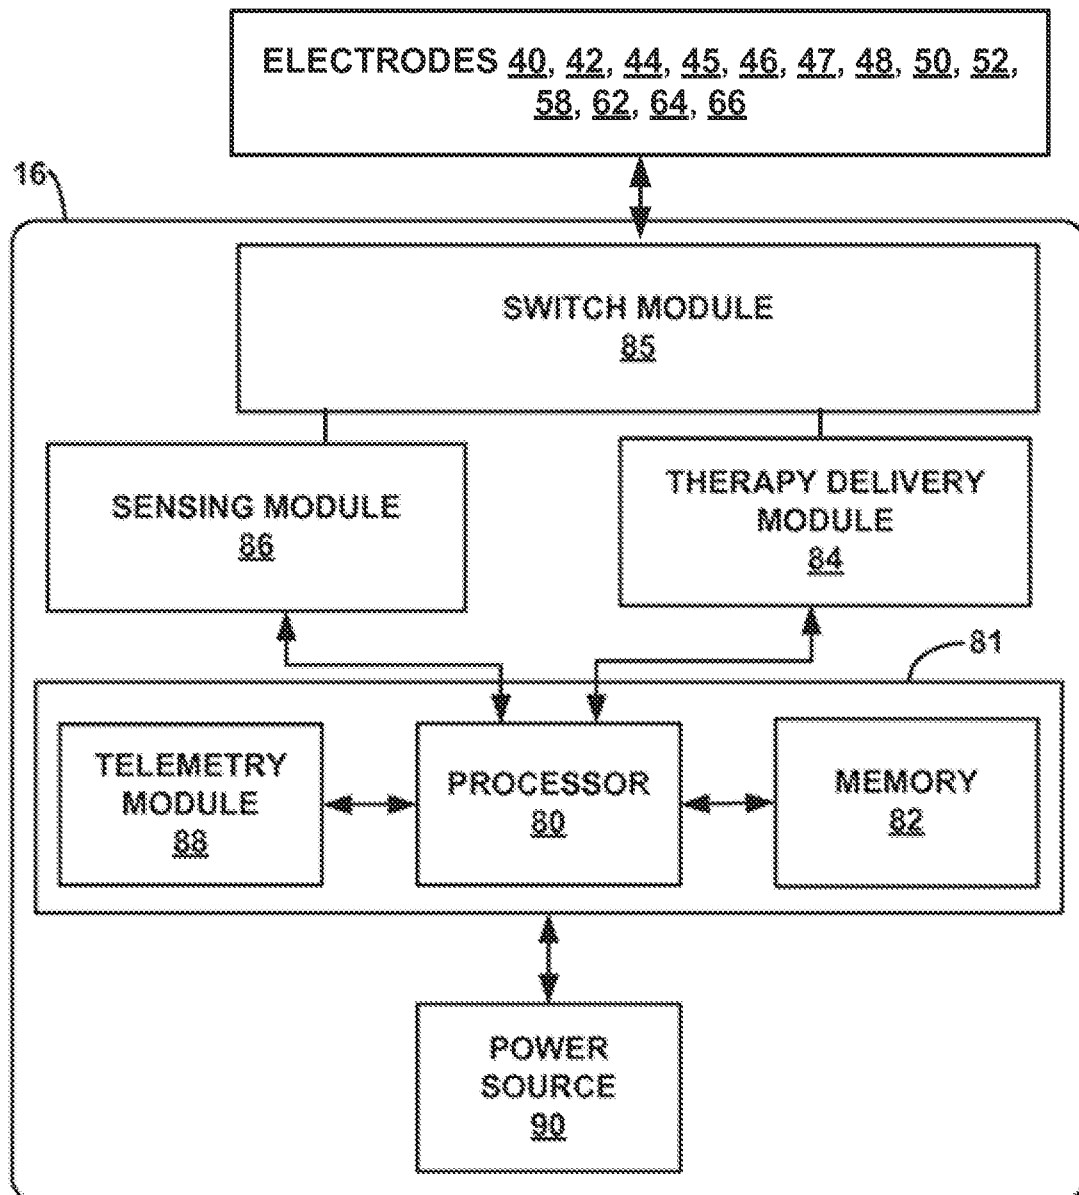 ELECTRODES 40, 42, 44, 45, 46, 47, 48, 50, 52,
58, 62, 64, 66
16
SWITCH MODULE
85
SENSING MODULE
86
THERAPY DELIVERY
MODULE
84
81
TELEMETRY
MODULE
88
PROCESSOR
80
MEMORY
82
POWER
SOURCE
90